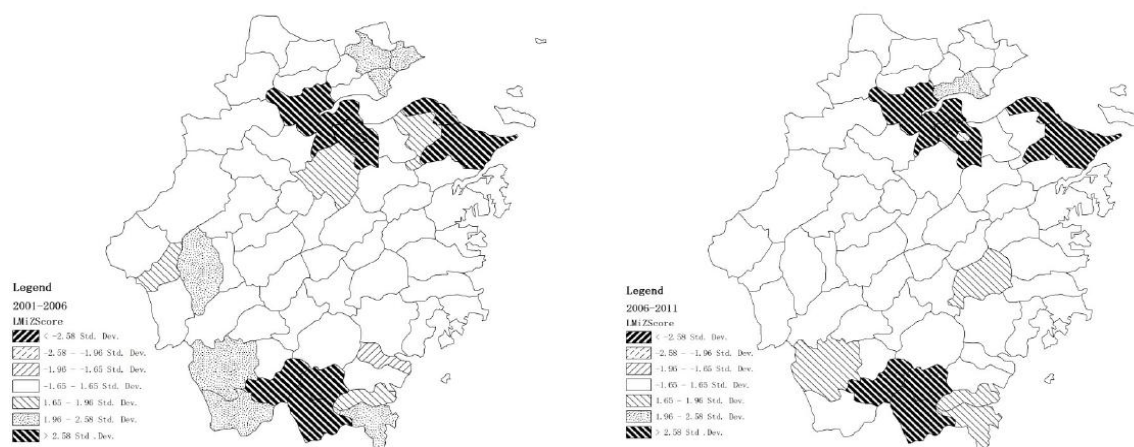 Legend
2001-2006
LMiZScore
< -2.58 Std. Dev.
-2.58 - -1.96 Std. Dev.
-1.96 - -1.65 Std. Dev.
-1.65 - 1.65 Std. Dev.
1.65 - 1.96 Std. Dev.
1.96 - 2.58 Std. Dev.
> 2.58 Std .Dev.
Legend
2006-2011
LMiZScore
< -2.58 Std. Dev.
-2.58 - -1.96 Std. Dev.
-1.96 - -1.65 Std. Dev.
-1.65 - 1.65 Std. Dev.
1.65 - 1.96 Std. Dev.
1.96 - 2.58 Std. Dev.
> 2.58 Std. Dev.